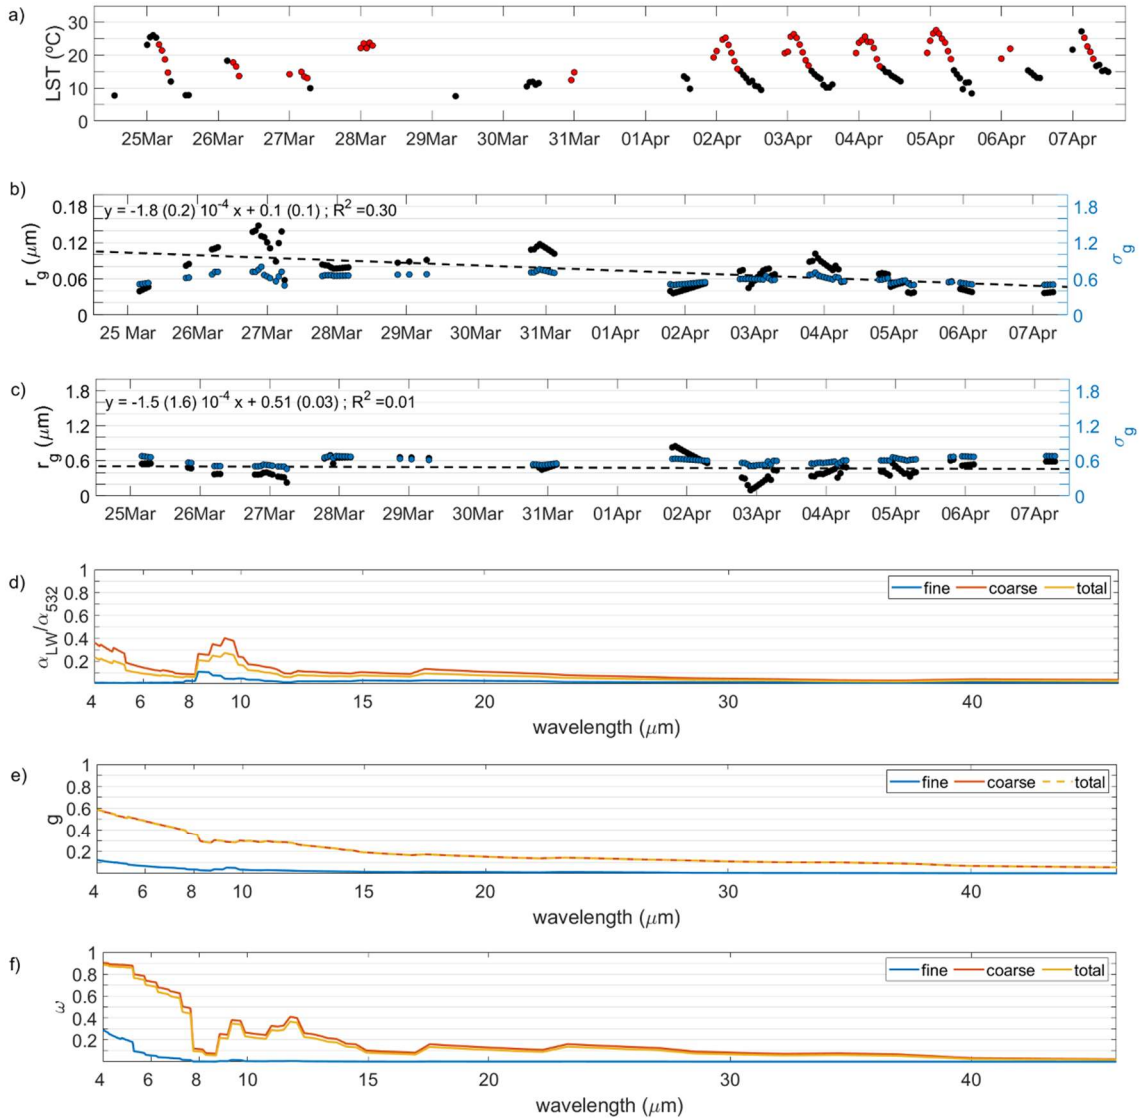 a)
LST (ºC)
30
20
10
0
25Mar 26Mar 27Mar 28Mar 29Mar 30Mar 31Mar 01Apr 02Apr 03Apr 04Apr 05Apr 06Apr 07Apr
b)
y = -1.8 (0.2) 10^-4 x + 0.1 (0.1) ; R^2 =0.30
r_g (μm)
0.18
0.12
0.06
0
1.8
1.2
0.6
0
σ_g
25 Mar 26Mar 27Mar 28Mar 29Mar 30Mar 31Mar 01Apr 02Apr 03Apr 04Apr 05Apr 06Apr 07Apr
c)
y = -1.5 (1.6) 10^-4 x + 0.51 (0.03) ; R^2 =0.01
r_g (μm)
1.8
1.2
0.6
0
1.8
1.2
0.6
0
σ_g
25Mar 26Mar 27Mar 28Mar 29Mar 30Mar 31Mar 01Apr 02Apr 03Apr 04Apr 05Apr 06Apr 07Apr
d)
α_LW/α_532
1
0.8
0.6
0.4
0.2
fine coarse total
4 6 8 10 15 20 30 40
wavelength (μm)
e)
g
1
0.8
0.6
0.4
0.2
fine coarse total
4 6 8 10 15 20 30 40
wavelength (μm)
f)
ω
1
0.8
0.6
0.4
0.2
fine coarse total
4 6 8 10 15 20 30 40
wavelength (μm)